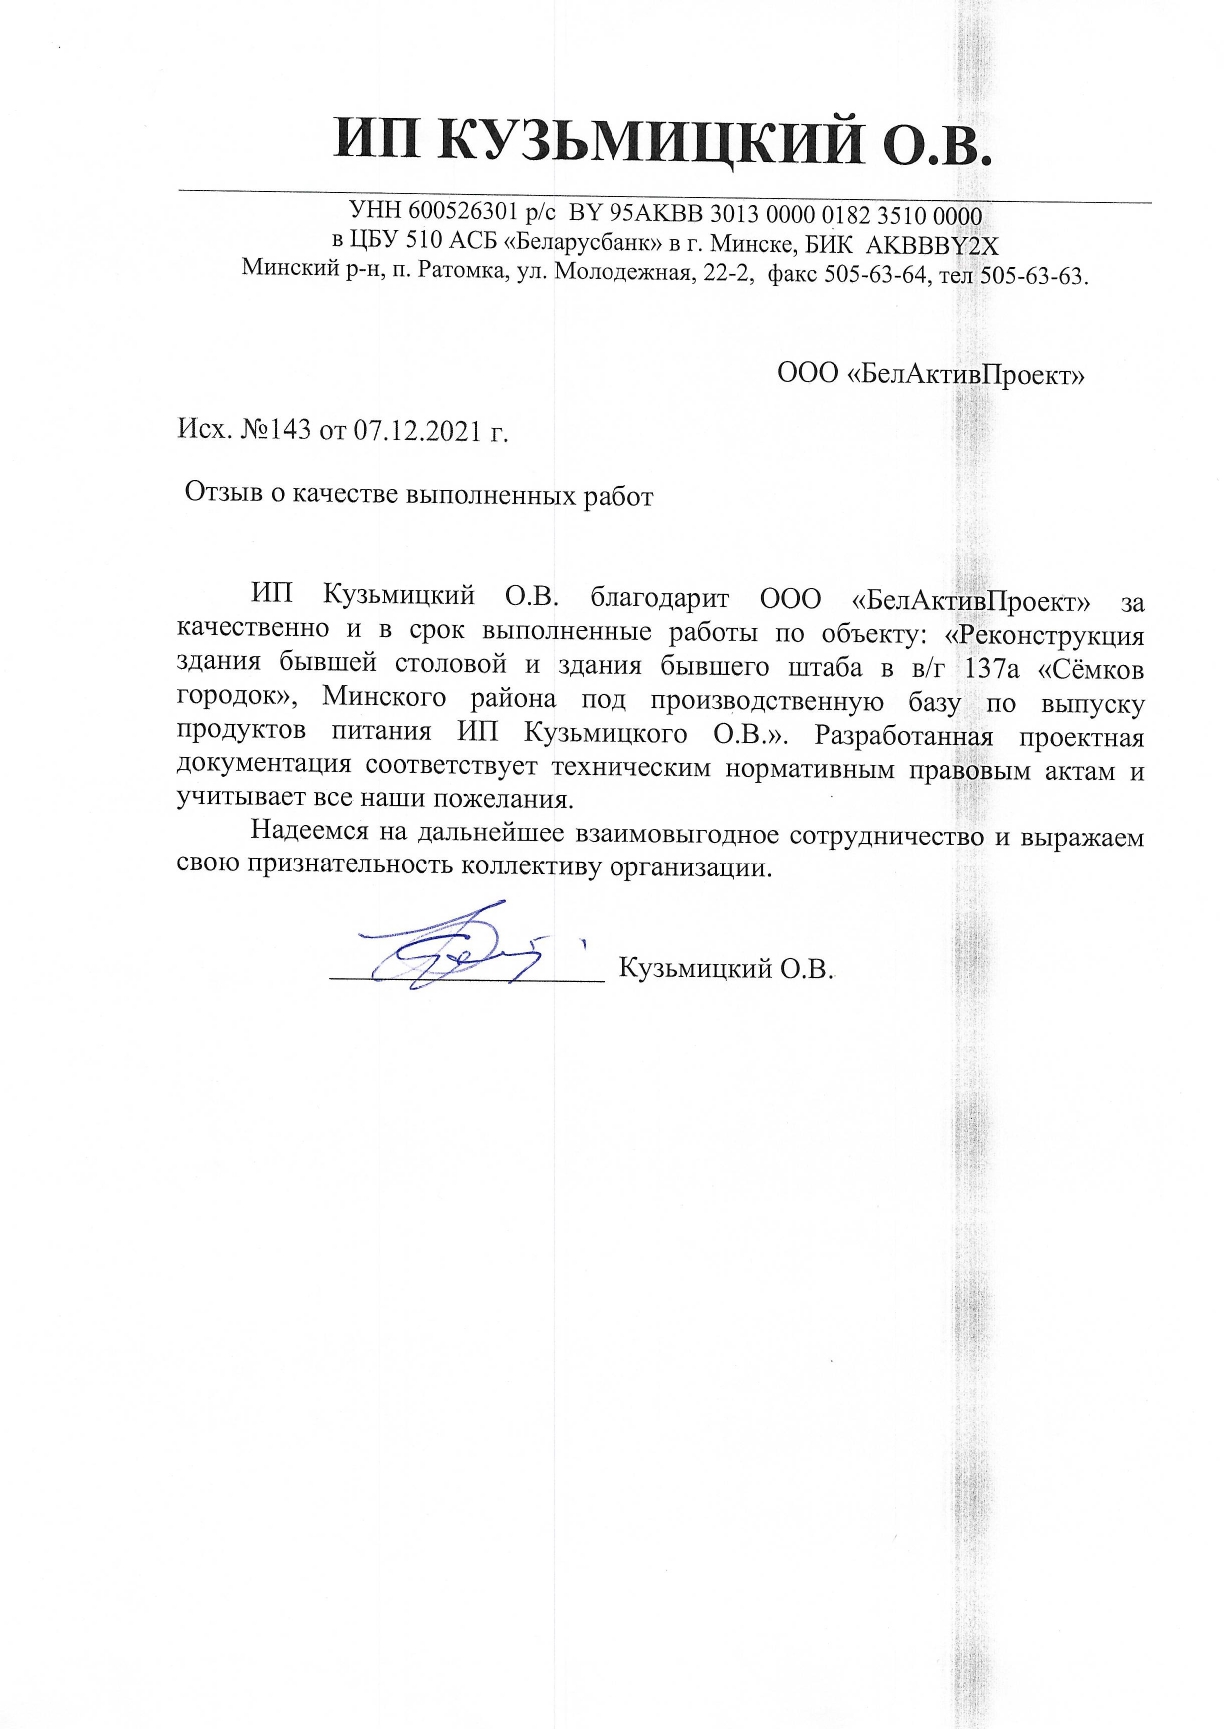 ИП КУЗЬМИЦКИЙ О.В.
УНН 600526301 р/с BY 95AKBB 3013 0000 0182 3510 0000
в ЦБУ 510 АСБ «Беларусбанк» в г. Минске, БИК AKBBBY2X
Минский р-н, п. Ратомка, ул. Молодежная, 22-2, факс 505-63-64, тел 505-63-63.
ООО «БелАктивПроект»
Исх. №143 от 07.12.2021 г.
Отзыв о качестве выполненных работ
ИП Кузьмицкий О.В. благодарит ООО «БелАктивПроект» за
качественно и в срок выполненные работы по объекту: «Реконструкция
здания бывшей столовой и здания бывшего штаба в в/г 137а «Сёмков
городок», Минского района под производственную базу по выпуску
продуктов питания ИП Кузьмицкого О.В.». Разработанная проектная
документация соответствует техническим нормативным правовым актам и
учитывает все наши пожелания.
Надеемся на дальнейшее взаимовыгодное сотрудничество и выражаем
свою признательность коллективу организации.
Кузьмицкий О.В.